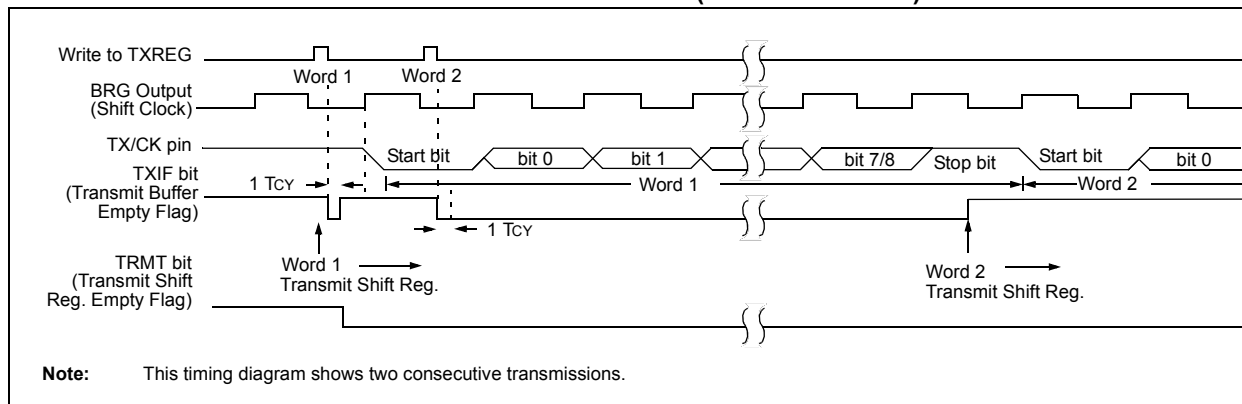 Write to TXREG
Word 1 Word 2
BRG Output
(Shift Clock)
TX/CK pin
Start bit bit 0 bit 1 bit 7/8 Stop bit Start bit bit 0
TXIF bit
(Transmit Buffer
Empty Flag)
1 TCY
Word 1 Word 2
1 TCY
TRMT bit
(Transmit Shift
Reg. Empty Flag)
Word 1
Transmit Shift Reg.
Word 2
Transmit Shift Reg.
Note: This timing diagram shows two consecutive transmissions.